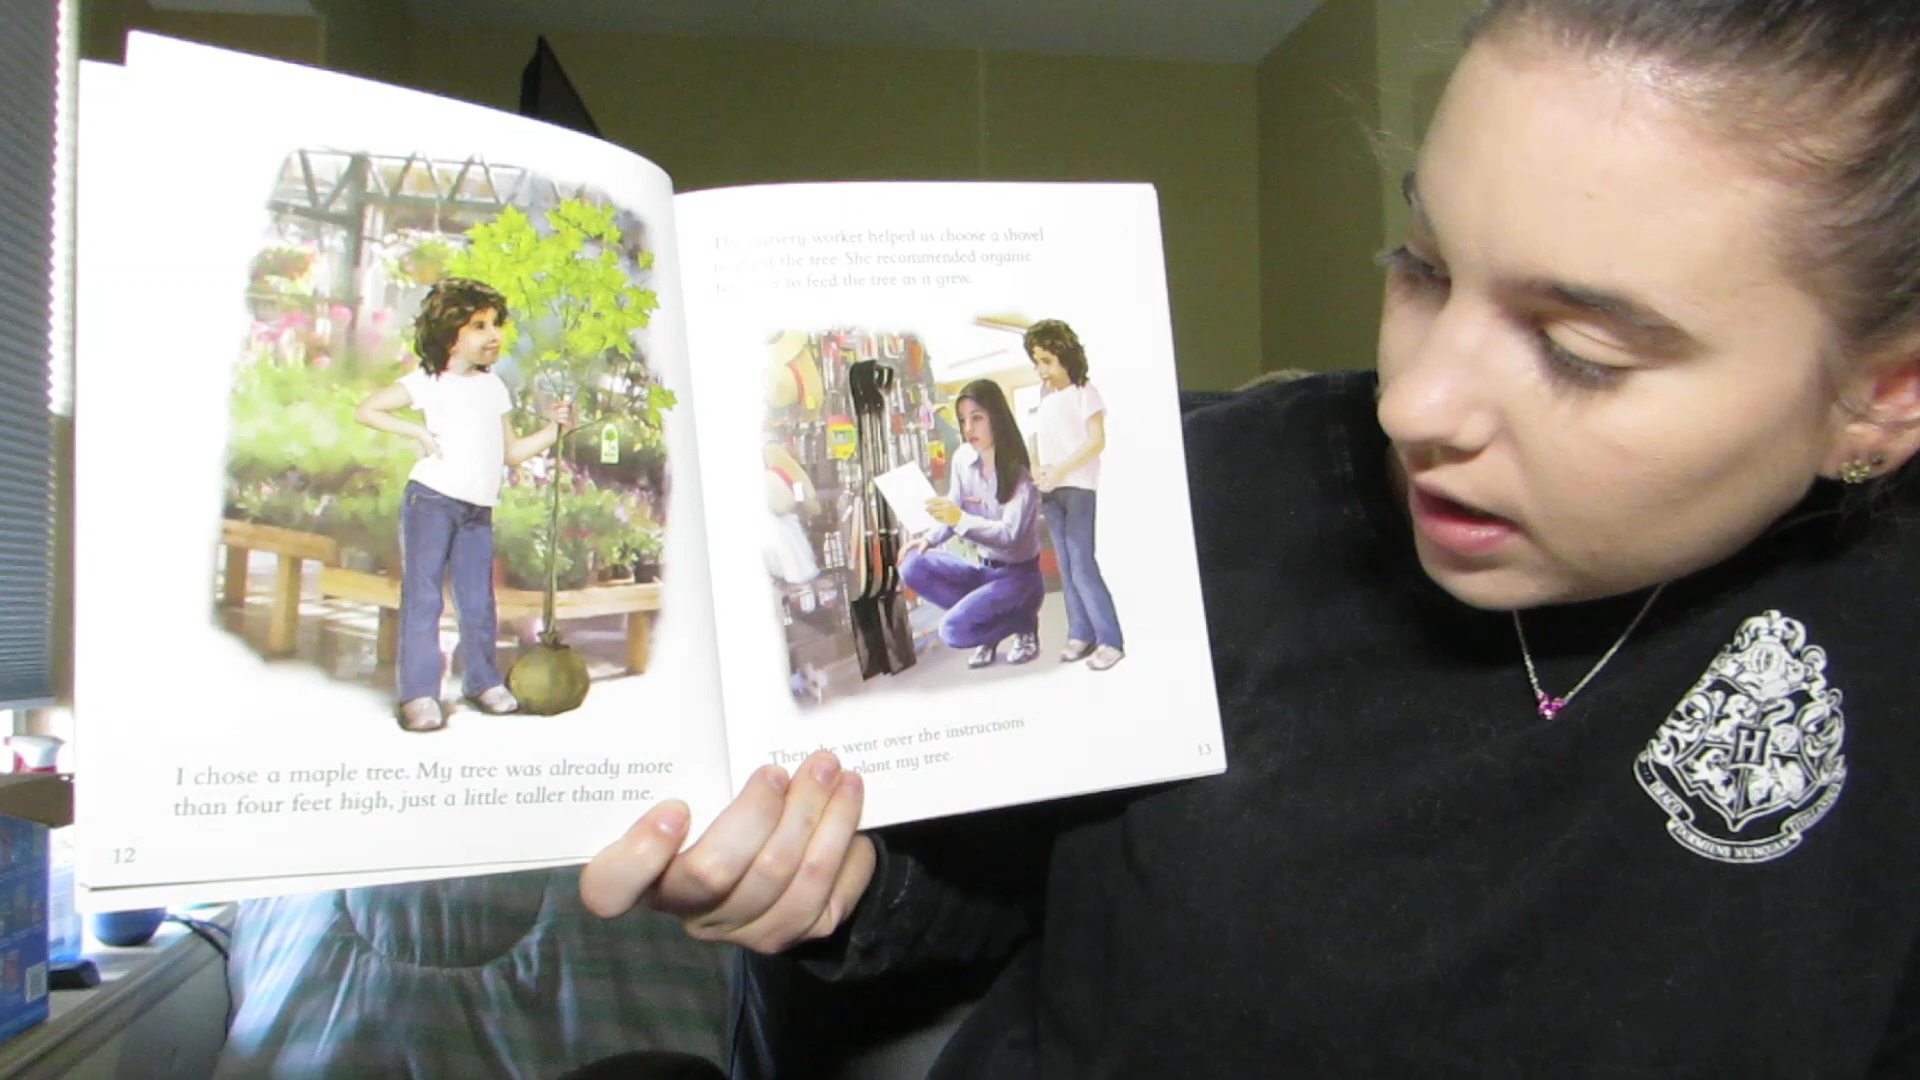 I chose a maple tree. My tree was already more
than four feet high, just a little taller than me.
12
nursery worker helped us choose a shovel
the tree. She recommended organic
to feed the tree as it grew.
Then she went over the instructions
plant my tree.
13
H